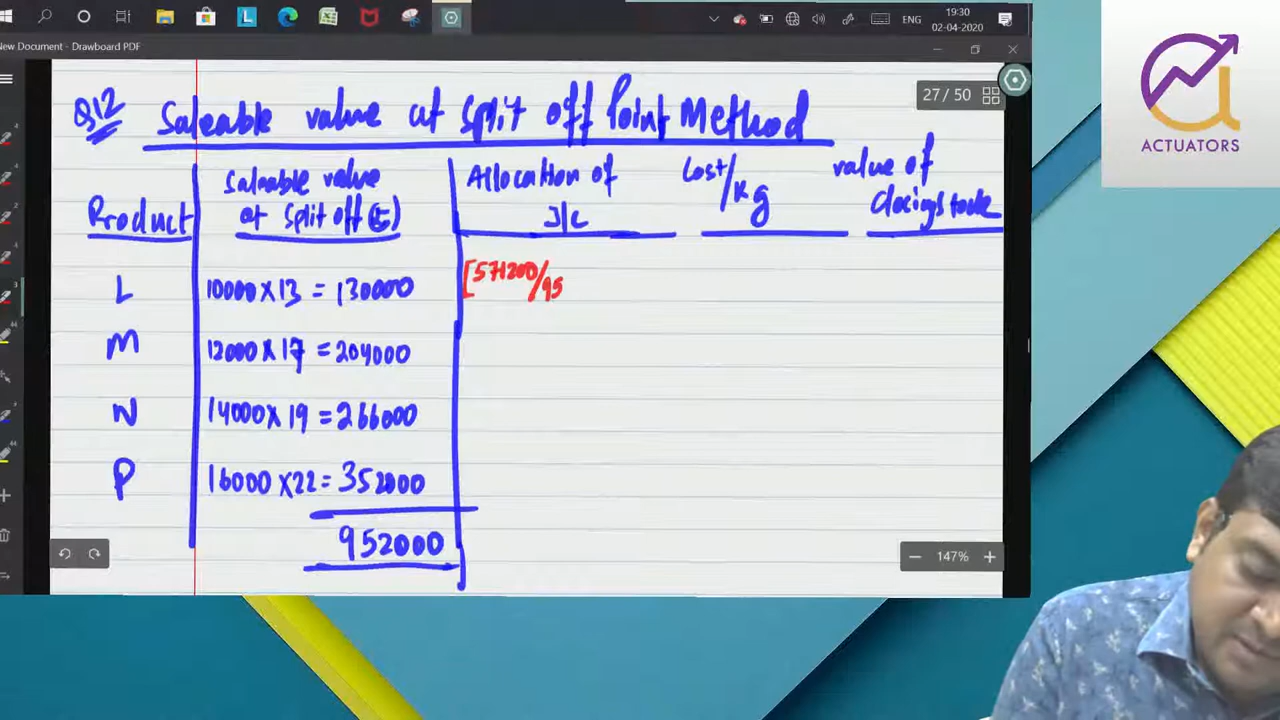 19:30
ENG
02-04-2020
New Document - Drawboard PDF
27 / 50
ACTUATORS
Q12 Saleable value at split off Point Method
Product
Saleable value
at split off (₹)
Allocation of
J/C
Cost/
Kg
value of
closing stock
L 10000 x 13 = 130000 [571200/95
M 12000 x 17 = 204000
N 14000 x 19 = 266000
P 16000 x 22 = 352000
952000
147%